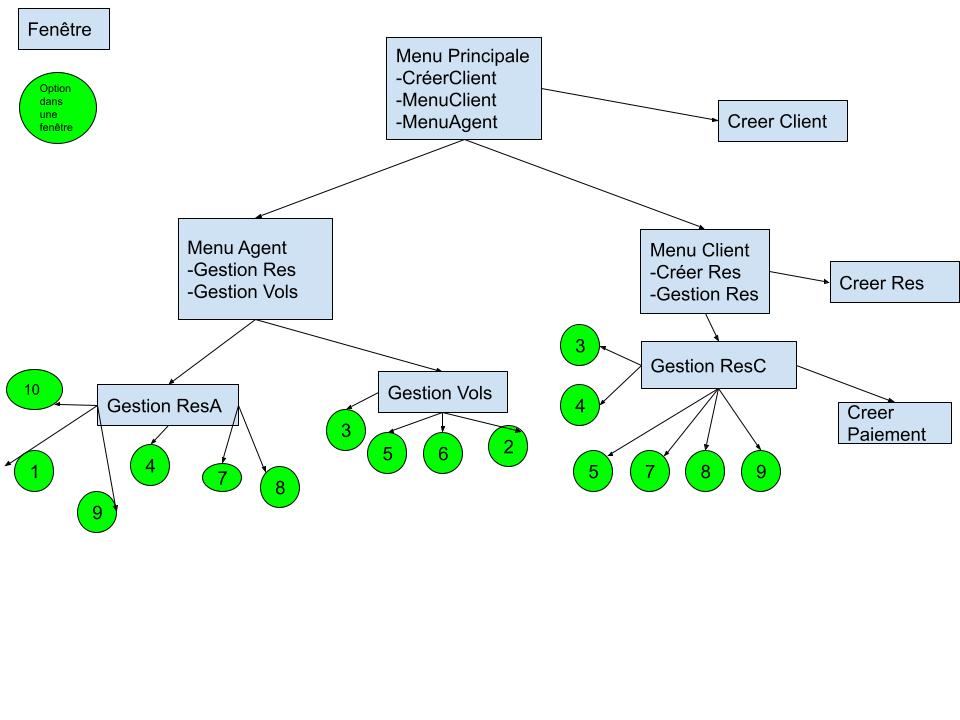 Fenêtre
Option
dans
une
fenêtre
Menu Principale
-CréerClient
-MenuClient
-MenuAgent
Creer Client
Menu Agent
-Gestion Res
-Gestion Vols
Menu Client
-Créer Res
-Gestion Res
Creer Res
10
Gestion ResA
1
9
4
7
8
Gestion Vols
3
5
6
2
3
4
Gestion ResC
5
7
8
9
Creer
Paiement